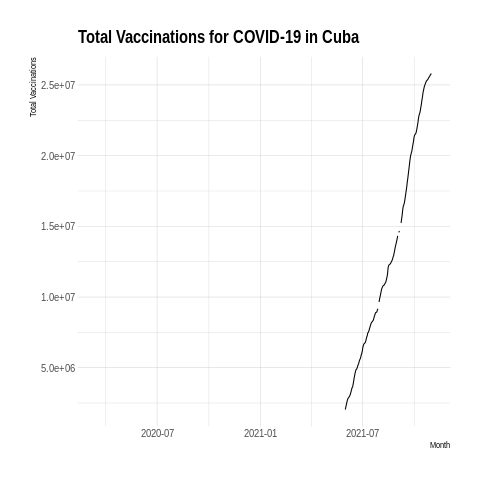 Total Vaccinations for COVID-19 in Cuba
Total Vaccinations
2.5e+07
2.0e+07
1.5e+07
1.0e+07
5.0e+06
2020-07
2021-01
2021-07
Month